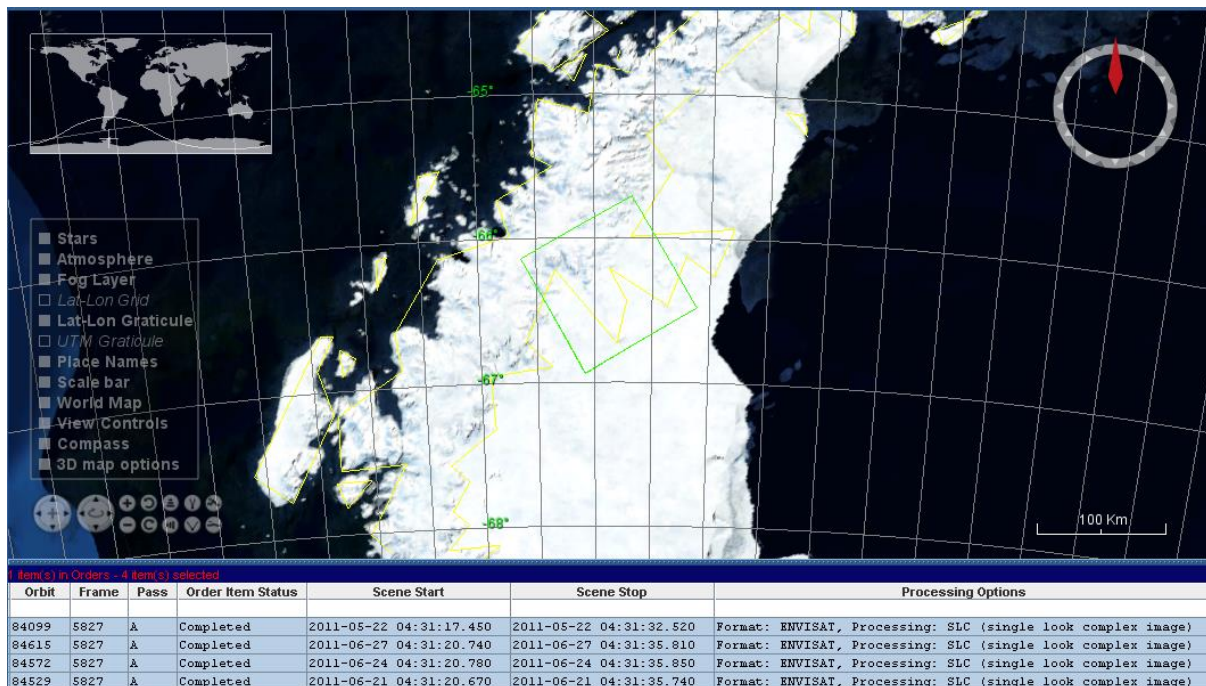 -65°
-66°
-67°
-68°
Stars
Atmosphere
Fog Layer
Lat-Lon Grid
Lat-Lon Graticule
UTM Graticule
Place Names
Scale bar
World Map
View Controls
Compass
3D map options
100 Km
1 item(s) in Orders - 4 item(s) selected
Orbit Frame Pass Order Item Status Scene Start Scene Stop Processing Options
84099 5827 A Completed 2011-05-22 04:31:17.450 2011-05-22 04:31:32.520 Format: ENVISAT, Processing: SLC (single look complex image)
84615 5827 A Completed 2011-06-27 04:31:20.740 2011-06-27 04:31:35.810 Format: ENVISAT, Processing: SLC (single look complex image)
84572 5827 A Completed 2011-06-24 04:31:20.780 2011-06-24 04:31:35.850 Format: ENVISAT, Processing: SLC (single look complex image)
84529 5827 A Completed 2011-06-21 04:31:20.670 2011-06-21 04:31:35.740 Format: ENVISAT, Processing: SLC (single look complex image)